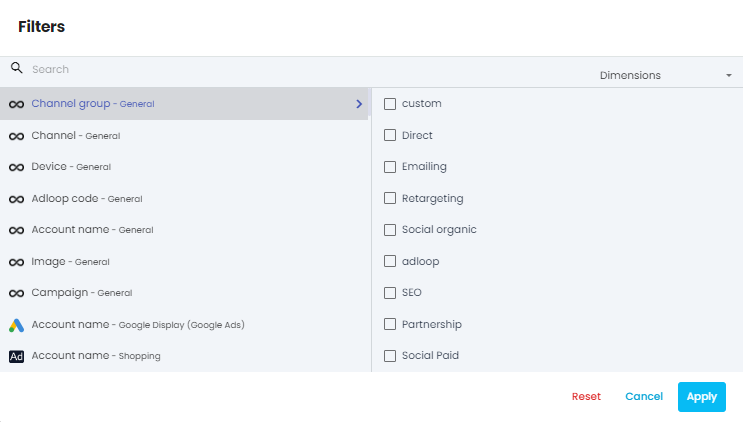 Filters
Search
Dimensions
Channel group - General
Channel - General
Device - General
Adloop code - General
Account name - General
Image - General
Campaign - General
Account name - Google Display (Google Ads)
Ad Account name - Shopping
custom
Direct
Emailing
Retargeting
Social organic
adloop
SEO
Partnership
Social Paid
Reset Cancel Apply